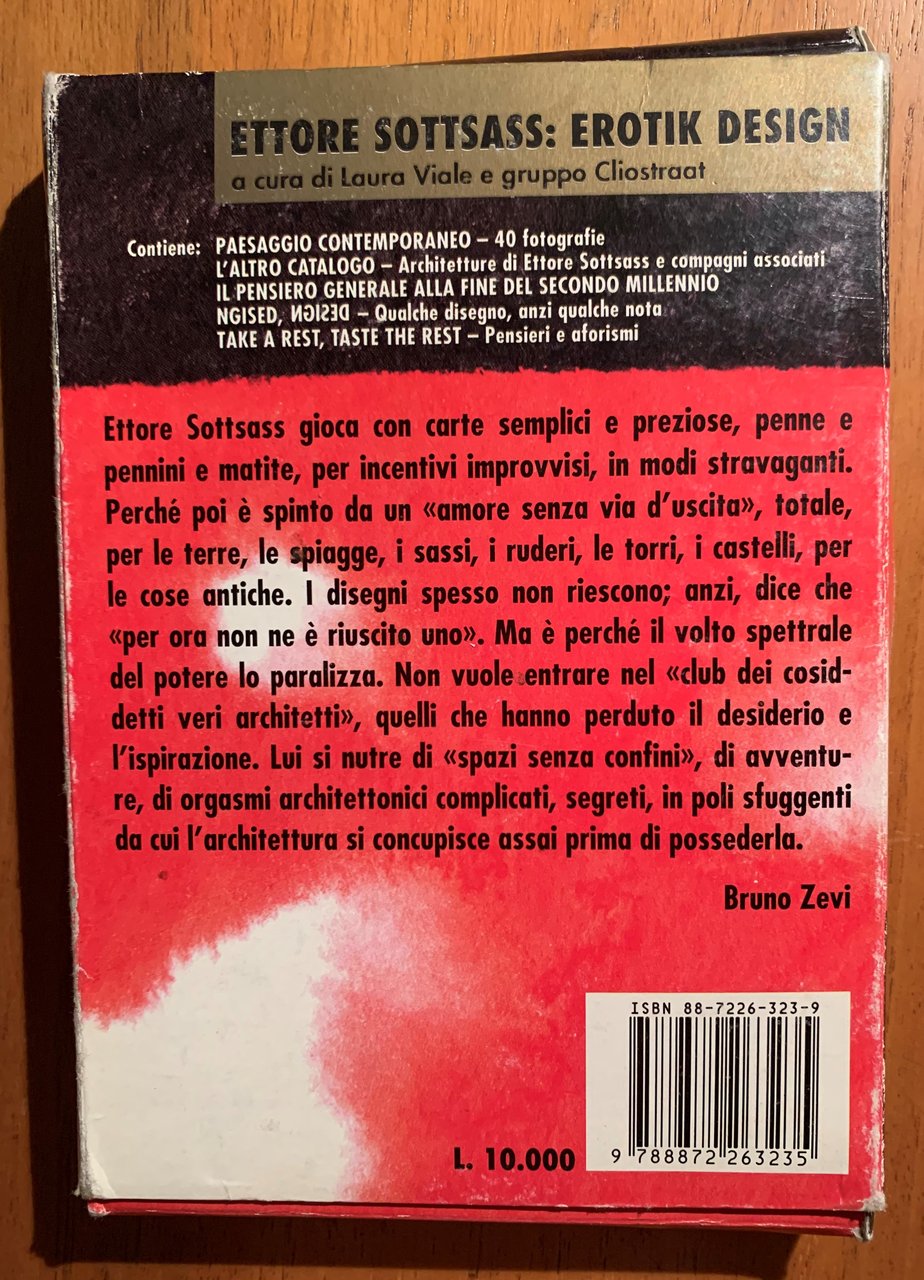 ETTORE SOTTSASS: EROTIK DESIGN
a cura di Laura Viale e gruppo Cliostraat
Contiene: PAESAGGIO CONTEMPORANEO – 40 fotografie
L'ALTRO CATALOGO – Architetture di Ettore Sottsass e compagni associati
IL PENSIERO GENERALE ALLA FINE DEL SECONDO MILLENNIO
NGISED, DESIGN – Qualche disegno, anzi qualche nota
TAKE A REST, TASTE THE REST – Pensieri e aforismi
Ettore Sottsass gioca con carte semplici e preziose, penne e
pennini e matite, per incentivi improvvisi, in modi stravaganti.
Perché poi è spinto da un «amore senza via d'uscita», totale,
per le terre, le spiagge, i sassi, i ruderi, le torri, i castelli, per
le cose antiche. I disegni spesso non riescono; anzi, dice che
«per ora non ne è riuscito uno». Ma è perché il volto spettrale
del potere lo paralizza. Non vuole entrare nel «club dei cosid-
detti veri architetti», quelli che hanno perduto il desiderio e
l'ispirazione. Lui si nutre di «spazi senza confini», di avventu-
re, di orgasmi architettonici complicati, segreti, in poli sfuggenti
da cui l'architettura si concupisce assai prima di possederla.
Bruno Zevi
ISBN 88-7226-323-9
9 788872 263235
L. 10.000